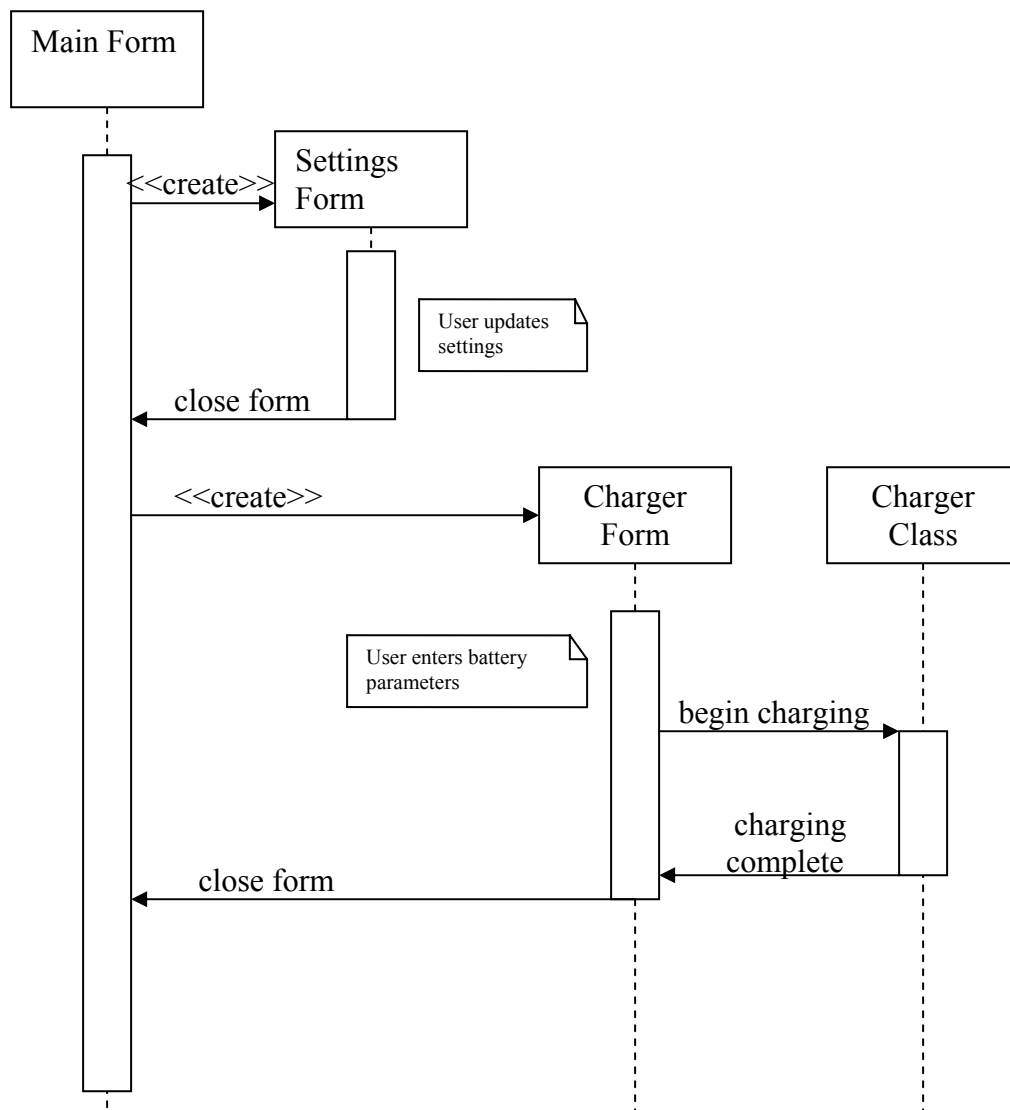 Main Form
Settings
Form
<<create>>
User updates
settings
close form
<<create>>
Charger
Form
Charger
Class
User enters battery
parameters
begin charging
charging
complete
close form